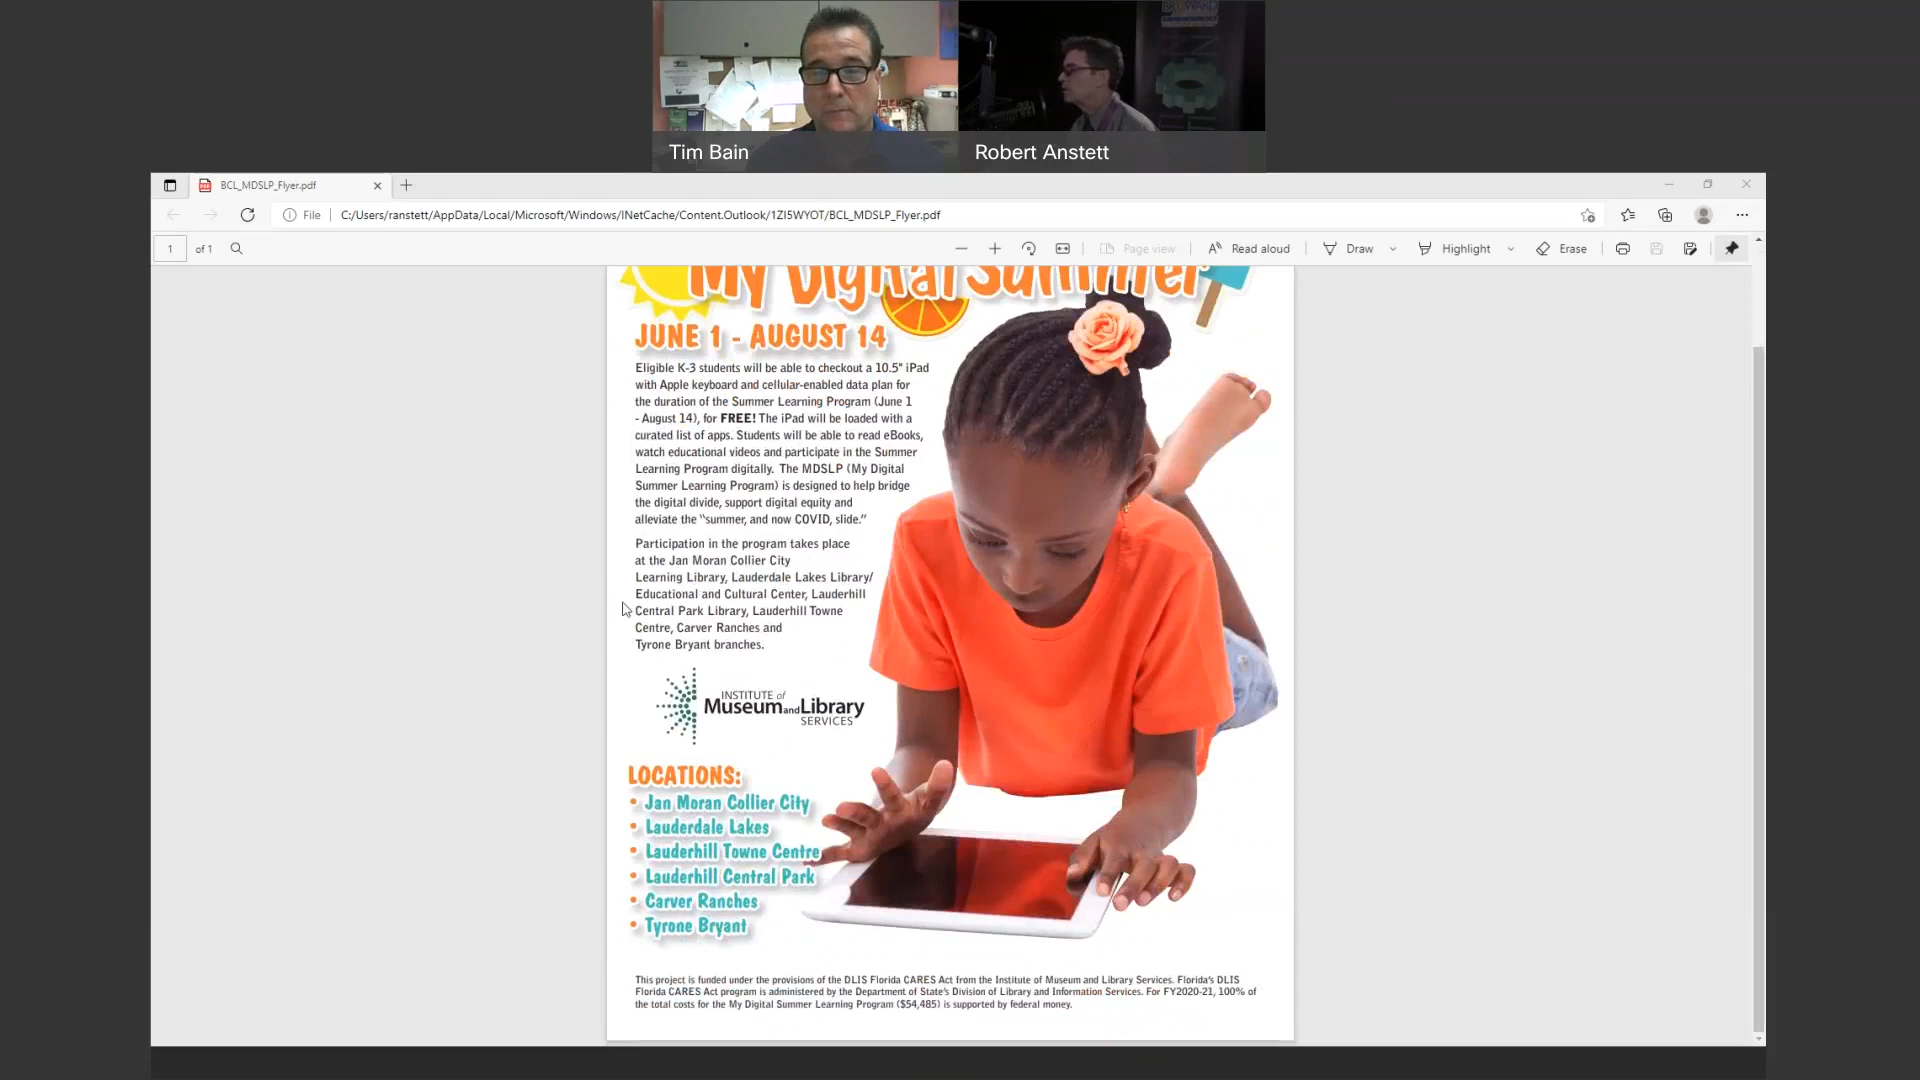 Tim Bain
Robert Anstett
BCL_MDSLP_Flyer.pdf
File
C:/Users/ranstett/AppData/Local/Microsoft/Windows/INetCache/Content.Outlook/1ZI5WYOT/BCL_MDSLP_Flyer.pdf
1 of 1
Page view
Read aloud
Draw
Highlight
Erase
My Digital Summer
JUNE 1 - AUGUST 14
Eligible K-3 students will be able to checkout a 10.5" iPad
with Apple keyboard and cellular-enabled data plan for
the duration of the Summer Learning Program (June 1
- August 14), for FREE! The iPad will be loaded with a
curated list of apps. Students will be able to read eBooks,
watch educational videos and participate in the Summer
Learning Program digitally. The MDSLP (My Digital
Summer Learning Program) is designed to help bridge
the digital divide, support digital equity and
alleviate the "summer, and now COVID, slide."
Participation in the program takes place
at the Jan Moran Collier City
Learning Library, Lauderdale Lakes Library/
Educational and Cultural Center, Lauderhill
Central Park Library, Lauderhill Towne
Centre, Carver Ranches and
Tyrone Bryant branches.
INSTITUTE of
Museum and Library
SERVICES
LOCATIONS:
• Jan Moran Collier City
• Lauderdale Lakes
• Lauderhill Towne Centre
• Lauderhill Central Park
• Carver Ranches
• Tyrone Bryant
This project is funded under the provisions of the DLIS Florida CARES Act from the Institute of Museum and Library Services. Florida's DLIS
Florida CARES Act program is administered by the Department of State's Division of Library and Information Services. For FY2020-21, 100% of
the total costs for the My Digital Summer Learning Program ($54,485) is supported by federal money.